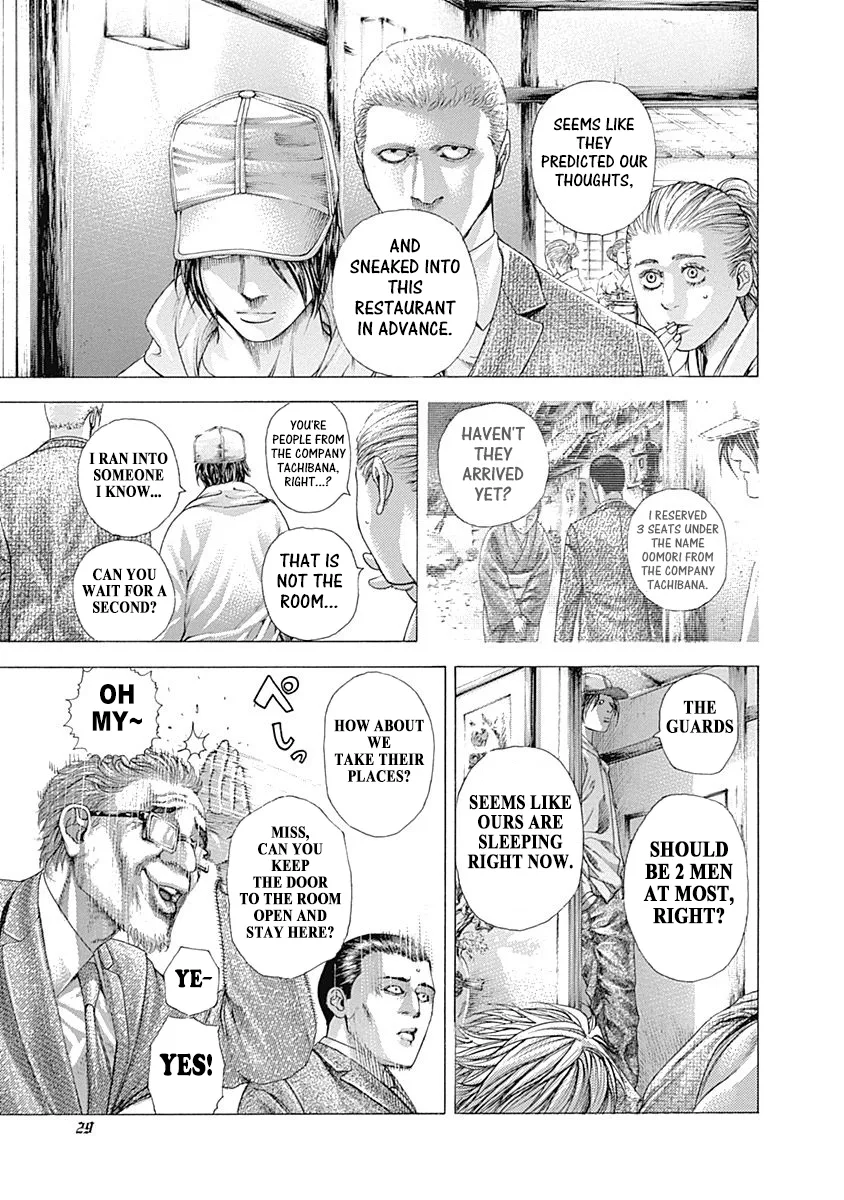 SEEMS LIKE
THEY
PREDICTED OUR
THOUGHTS,
AND
SNEAKED INTO
THIS
RESTAURANT
IN ADVANCE.
HAVEN'T
THEY
ARRIVED
YET?
I RESERVED
3 SEATS UNDER
THE NAME
OOMORI FROM
THE COMPANY
TACHIBANA.
YOU'RE
PEOPLE FROM
THE COMPANY
TACHIBANA,
RIGHT...?
THAT IS
NOT THE
ROOM...
I RAN INTO
SOMEONE
I KNOW...
CAN YOU
WAIT FOR A
SECOND?
THE
GUARDS
SHOULD
BE 2 MEN
AT MOST,
RIGHT?
SEEMS LIKE
OURS ARE
SLEEPING
RIGHT NOW.
HOW ABOUT
WE
TAKE THEIR
PLACES?
MISS,
CAN YOU
KEEP
THE DOOR
TO THE ROOM
OPEN AND
STAY HERE?
ペしっ
OH
MY~
YE-
YES!
29